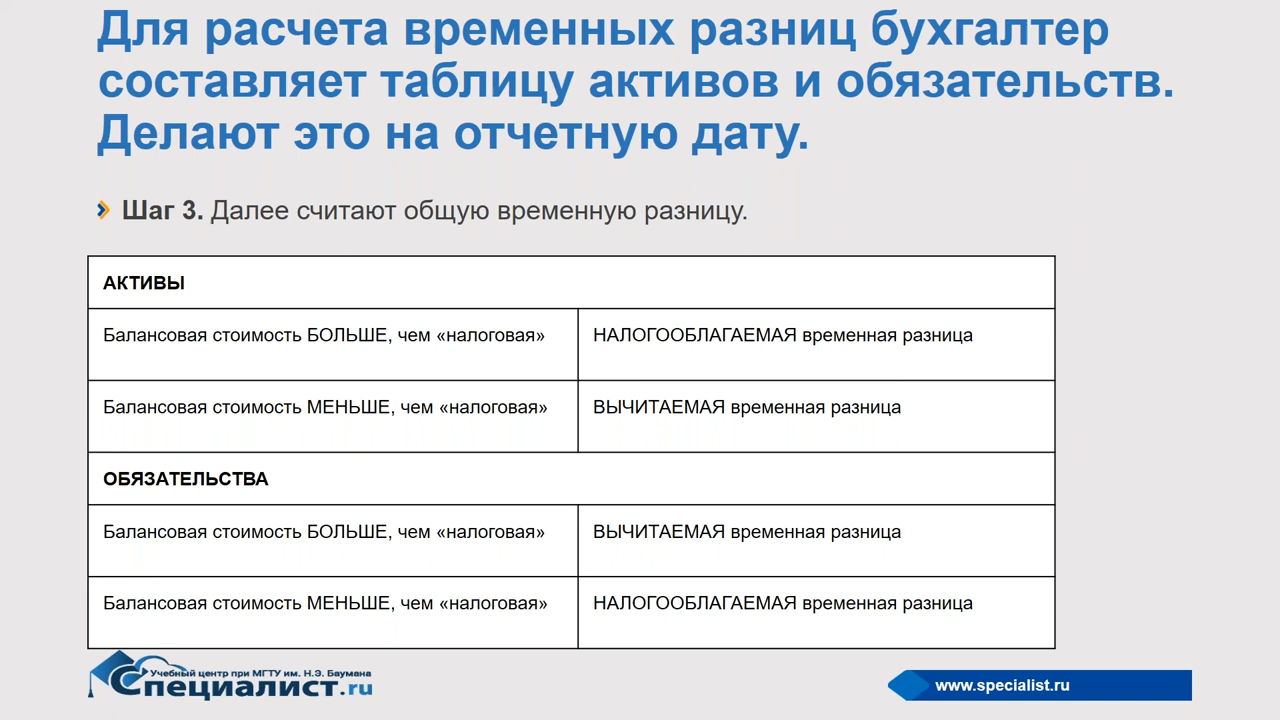 Для расчета временных разниц бухгалтер
составляет таблицу активов и обязательств.
Делают это на отчетную дату.
Шаг 3. Далее считают общую временную разницу.
АКТИВЫ
Балансовая стоимость БОЛЬШЕ, чем «налоговая» НАЛОГООБЛАГАЕМАЯ временная разница
Балансовая стоимость МЕНЬШЕ, чем «налоговая» ВЫЧИТАЕМАЯ временная разница
ОБЯЗАТЕЛЬСТВА
Балансовая стоимость БОЛЬШЕ, чем «налоговая» ВЫЧИТАЕМАЯ временная разница
Балансовая стоимость МЕНЬШЕ, чем «налоговая» НАЛОГООБЛАГАЕМАЯ временная разница
Учебный центр при МГТУ им. Н.Э. Баумана
Специалист.ru
www.specialist.ru